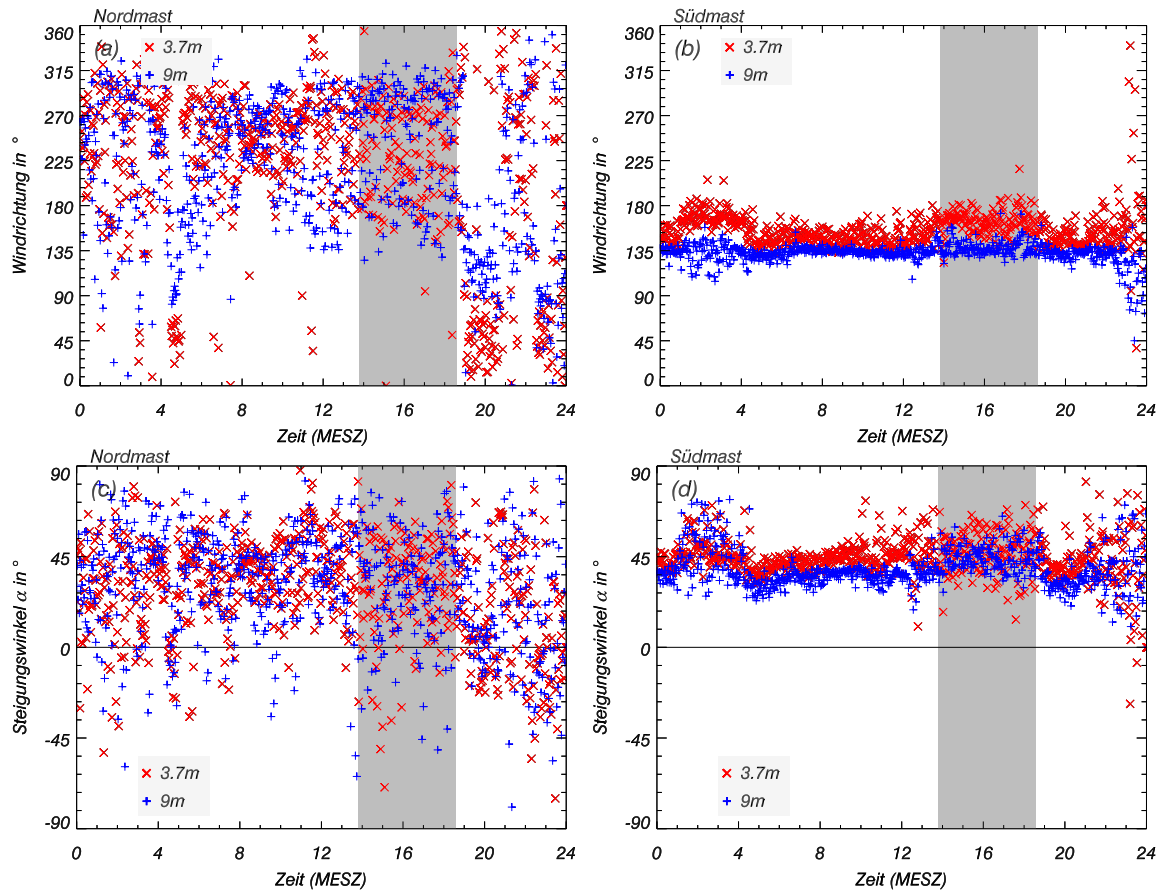 Nordmast
(a)
3.7m
9m
360
315
270
225
180
135
90
45
0
Windrichtung in °
0 4 8 12 16 20 24
Zeit (MESZ)
Südmast
(b)
3.7m
9m
360
315
270
225
180
135
90
45
0
Windrichtung in °
0 4 8 12 16 20 24
Zeit (MESZ)
Nordmast
(c)
90
45
0
-45
-90
Steigungswinkel α in °
3.7m
9m
0 4 8 12 16 20 24
Zeit (MESZ)
Südmast
(d)
90
45
0
-45
-90
Steigungswinkel α in °
3.7m
9m
0 4 8 12 16 20 24
Zeit (MESZ)